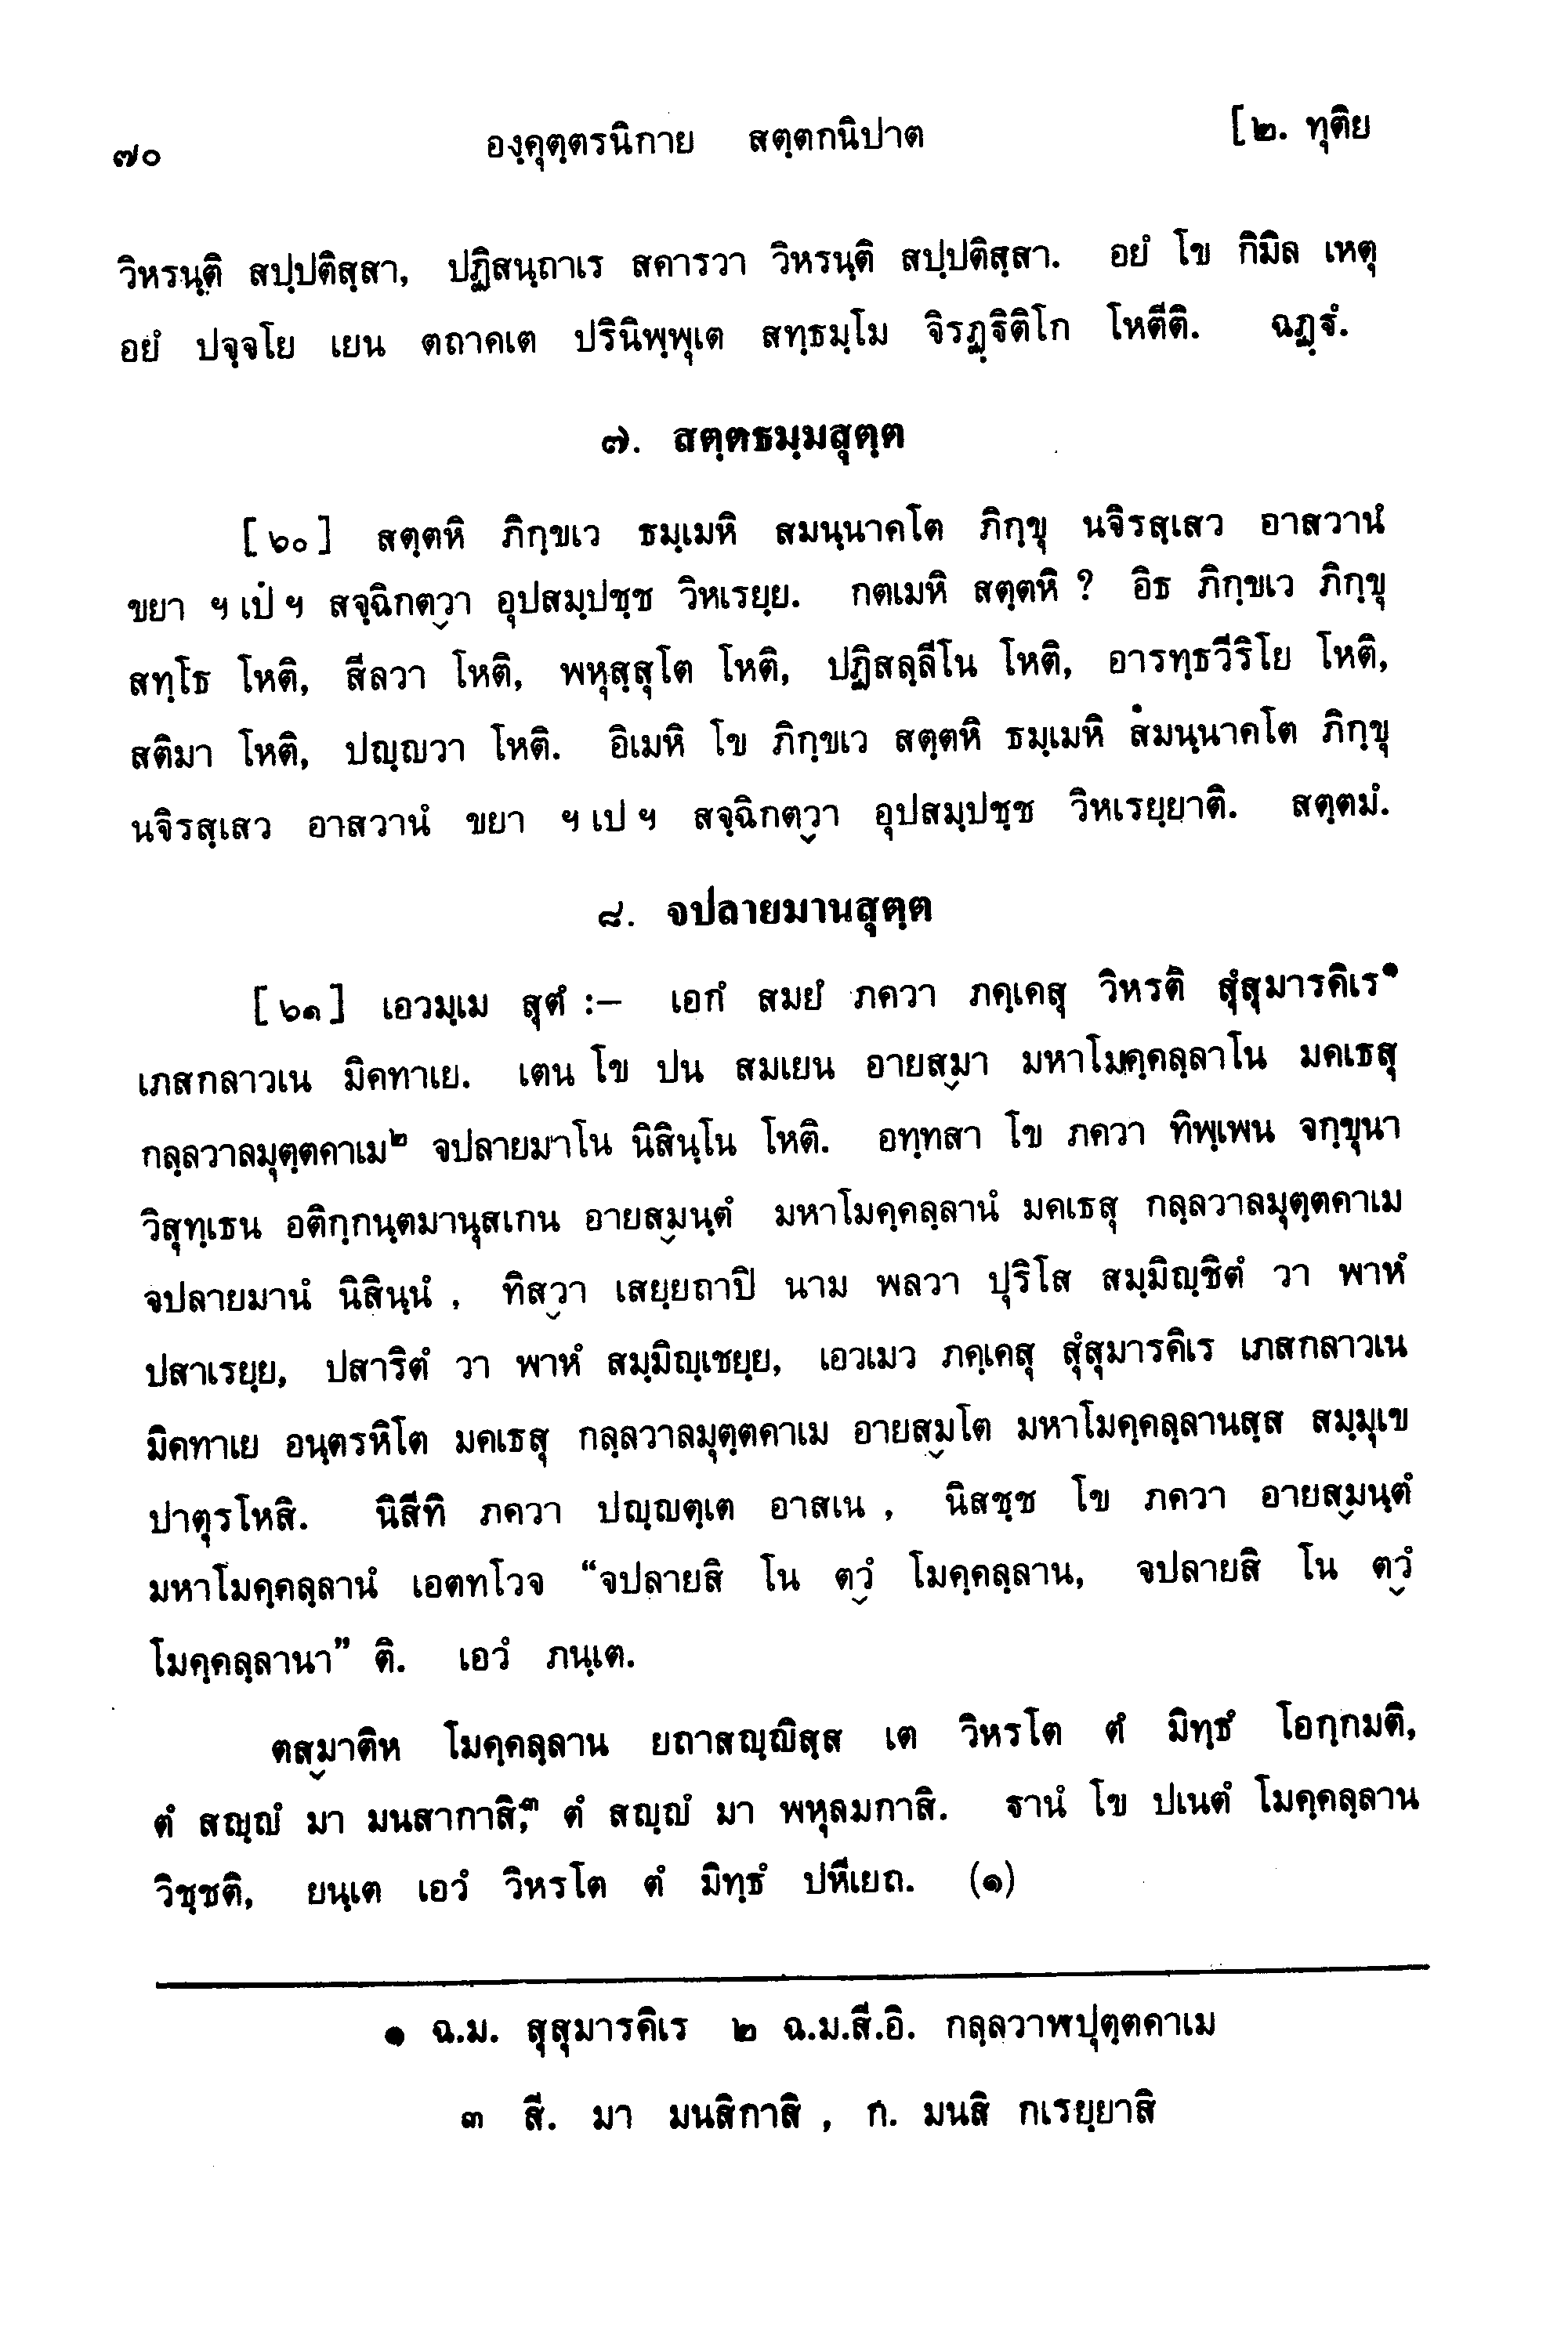 ๗๐ องฺคุตฺตรนิกาย สตฺตกนิปาต [๒. ทุติย
วิหรนฺติ สปฺปติสฺสา, ปฏิสนฺถาเร สคารวา วิหรนฺติ สปฺปติสฺสา. อยํ โข กิมิล เหตุ
อยํ ปจฺจโย เยน ตถาคเต ปรินิพฺพุเต สทฺธมฺโม จิรฏฺฐิติโก โหตีติ. ฉฏฺฐํ.
๗. สตฺตธมฺมสุตฺต
[๖๐] สตฺตหิ ภิกฺขเว ธมฺเมหิ สมนฺนาคโต ภิกฺขุ นจิรสฺเสว อาสวานํ
ขยา ฯ เป ฯ สจฺฉิกตฺวา อุปสมฺปชฺช วิหเรยฺย. กตเมหิ สตฺตหิ ? อิธ ภิกฺขเว ภิกฺขุ
สทฺโธ โหติ, สีลวา โหติ, พหุสฺสุโต โหติ, ปฏิสลฺลีโน โหติ, อารทฺธวีริโย โหติ,
สติมา โหติ, ปญฺญวา โหติ. อิเมหิ โข ภิกฺขเว สตฺตหิ ธมฺเมหิ สมนฺนาคโต ภิกฺขุ
นจิรสฺเสว อาสวานํ ขยา ฯ เป ฯ สจฺฉิกตฺวา อุปสมฺปชฺช วิหเรยฺยาติ. สตฺตมํ.
๘. จปลายมานสุตฺต
[๖๑] เอวมฺเม สุตํ :— เอกํ สมยํ ภควา ภคฺเคสุ วิหรติ สุํสุมารคิเร๑
เภสกลาวเน มิคทาเย. เตน โข ปน สมเยน อายสฺมา มหาโมคฺคลฺลาโน มคเธสุ
กลฺลวาลมุตฺตคาเม๒ จปลายมาโน นิสินฺโน โหติ. อทฺทสา โข ภควา ทิพฺเพน จกฺขุนา
วิสุทฺเธน อติกฺกนฺตมานุสเกน อายสฺมนฺตํ มหาโมคฺคลฺลานํ มคเธสุ กลฺลวาลมุตฺตคาเม
จปลายมานํ นิสินฺนํ , ทิสฺวา เสยฺยถาปิ นาม พลวา ปุริโส สมฺมิญฺชิตํ วา พาหํ
ปสาเรยฺย, ปสาริตํ วา พาหํ สมฺมิญฺเชยฺย, เอวเมว ภคฺเคสุ สุํสุมารคิเร เภสกลาวเน
มิคทาเย อนฺตรหิโต มคเธสุ กลฺลวาลมุตฺตคาเม อายสฺมโต มหาโมคฺคลฺลานสฺส สมฺมุเข
ปาตุรโหสิ. นิสีทิ ภควา ปญฺญตฺเต อาสเน , นิสชฺช โข ภควา อายสฺมนฺตํ
มหาโมคฺคลฺลานํ เอตทโวจ “จปลายสิ โน ตฺวํ โมคฺคลฺลาน, จปลายสิ โน ตฺวํ
โมคฺคลฺลานา” ติ. เอวํ ภนฺเต.
ตสฺมาติห โมคฺคลฺลาน ยถาสญฺญิสฺส เต วิหรโต ตํ มิทฺธํ โอกฺกมติ,
ตํ สญฺญํ มา มนสากาสิ,๓ ตํ สญฺญํ มา พหุลมกาสิ. ฐานํ โข ปเนตํ โมคฺคลฺลาน
วิชฺชติ, ยนฺเต เอวํ วิหรโต ตํ มิทฺธํ ปหีเยถ. (๑)
๑ ฉ.ม. สุสุมารคิเร ๒ ฉ.ม.สี.อิ. กลฺลวาฬปุตฺตคาเม
๓ สี. มา มนสิกาสิ , ก. มนสิ กเรยฺยาสิ